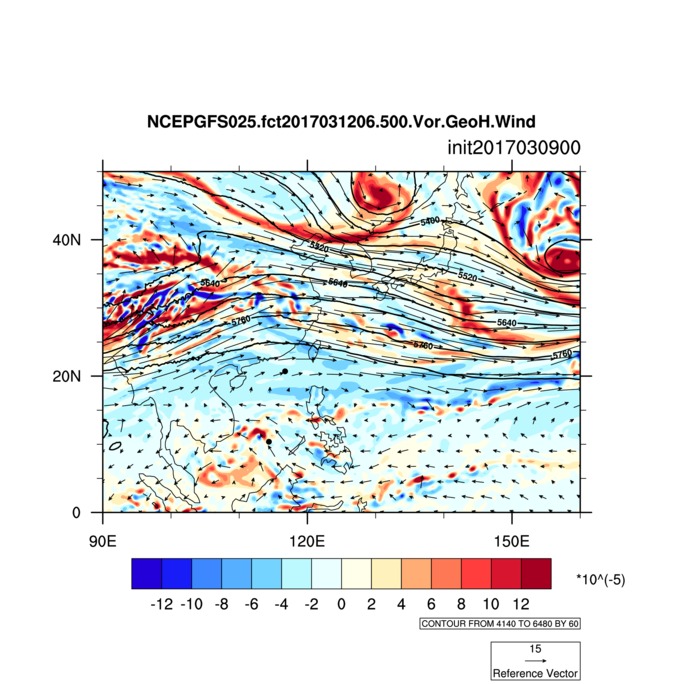 NCEPGFS025.fct2017031206.500.Vor.GeoH.Wind
init2017030900
40N
20N
0
90E 120E 150E
5400
5520
5520
5640
5640
5640
5760
5760
5760
-12 -10 -8 -6 -4 -2 0 2 4 6 8 10 12
*10^(-5)
CONTOUR FROM 4140 TO 6480 BY 60
15
Reference Vector